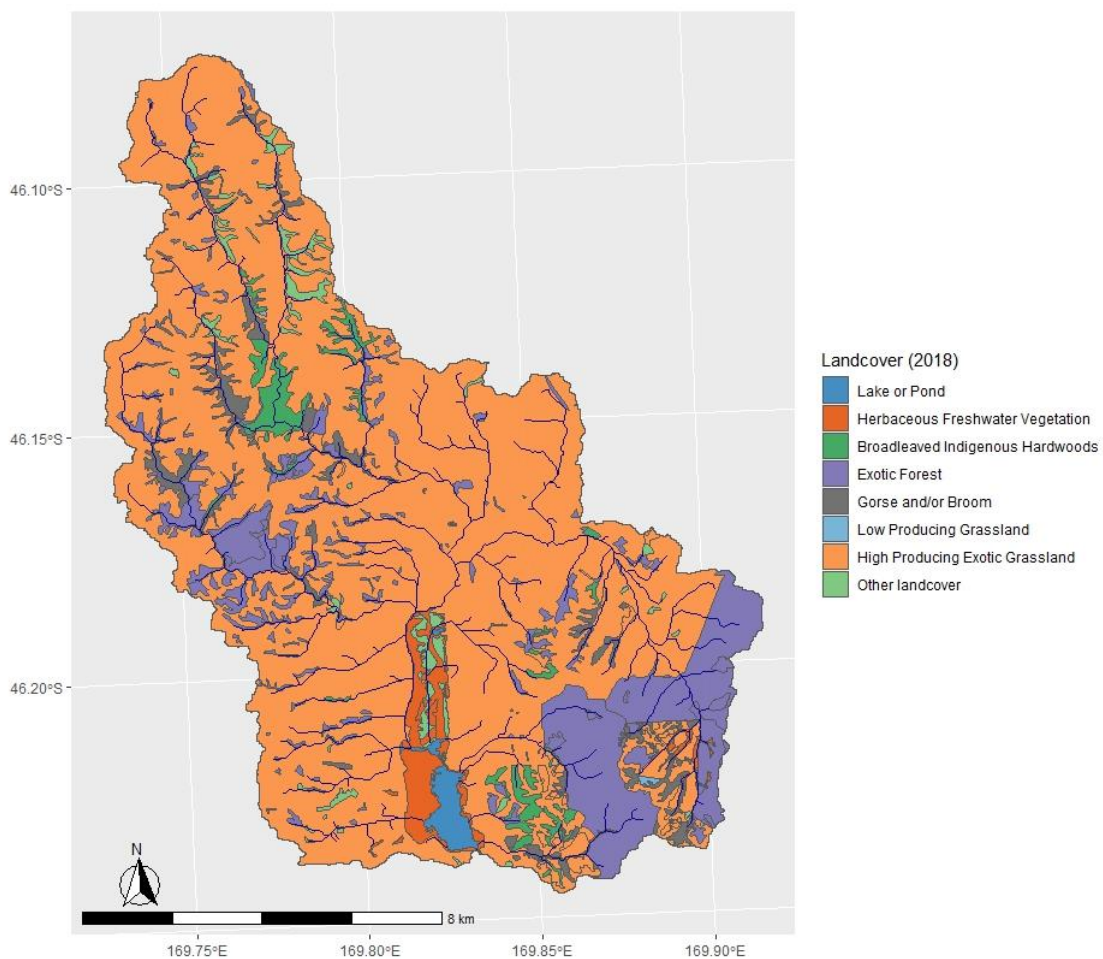 46.10°S
46.15°S
46.20°S
169.75°E
169.80°E
169.85°E
169.90°E
N
8 km
Landcover (2018)
Lake or Pond
Herbaceous Freshwater Vegetation
Broadleaved Indigenous Hardwoods
Exotic Forest
Gorse and/or Broom
Low Producing Grassland
High Producing Exotic Grassland
Other landcover